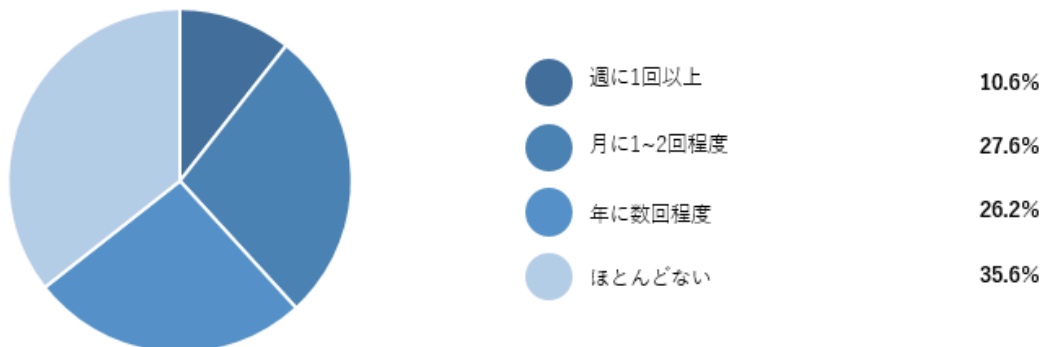 週に1回以上 10.6%
月に1~2回程度 27.6%
年に数回程度 26.2%
ほとんどない 35.6%